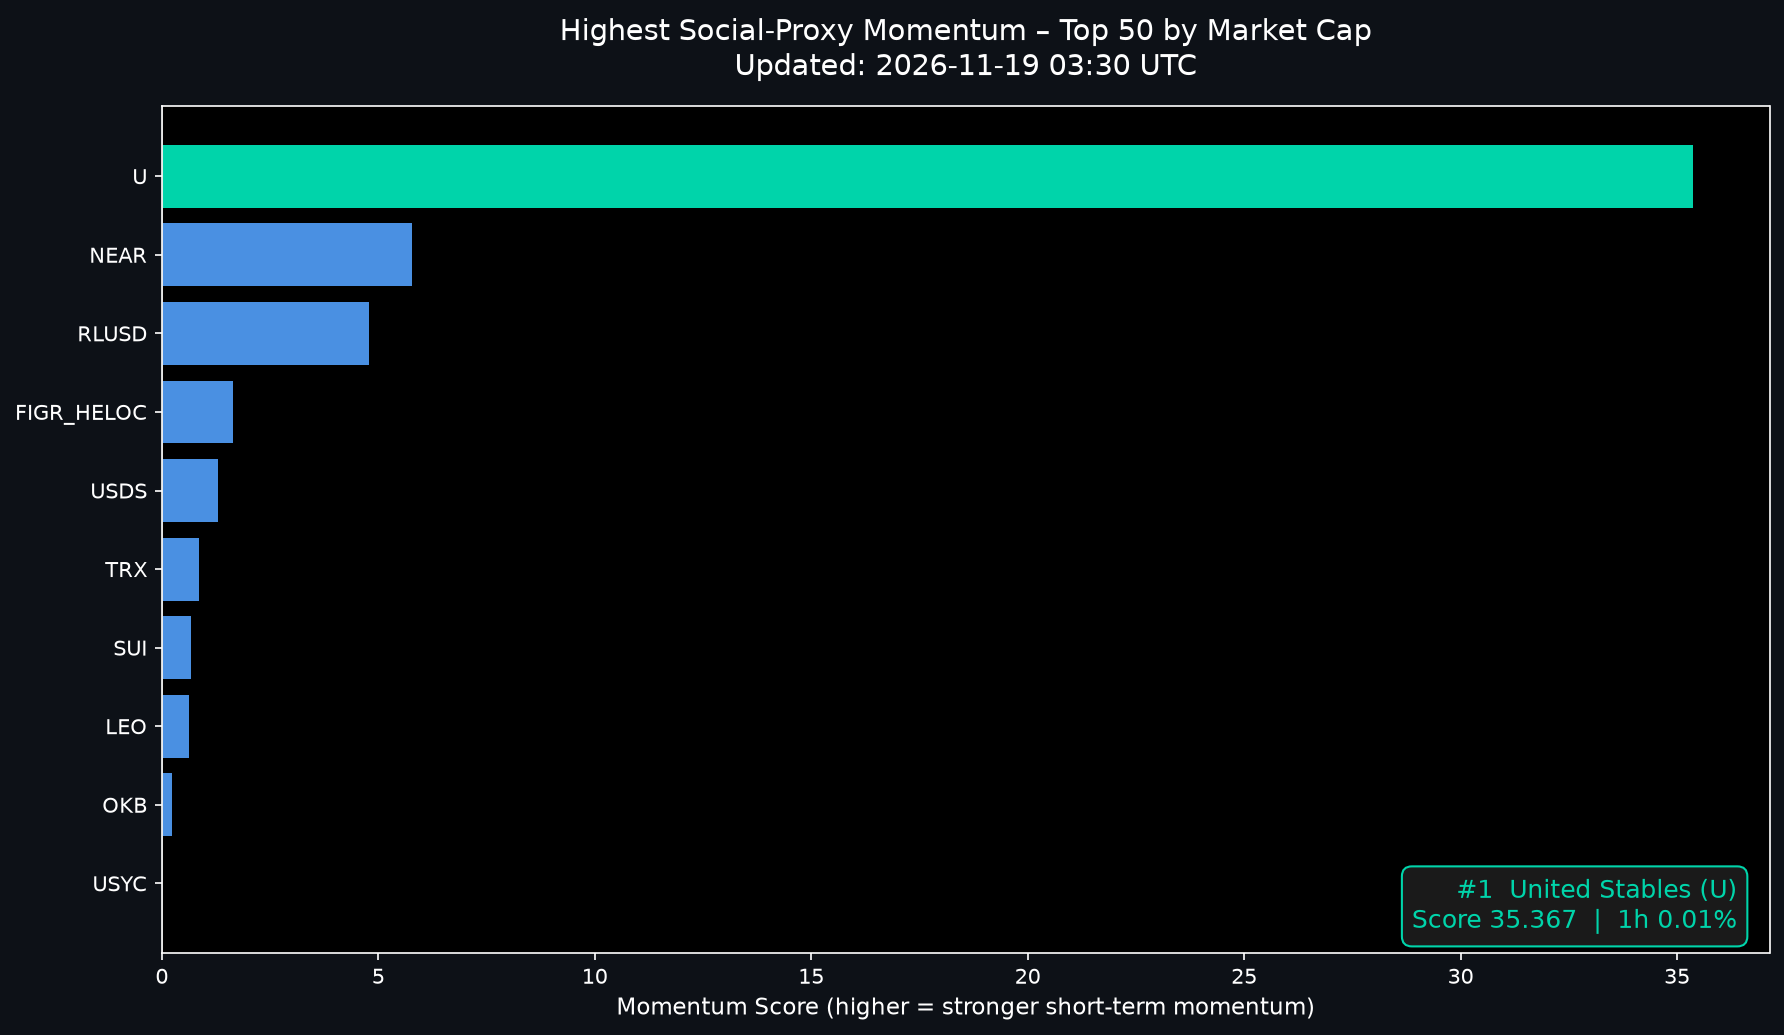 Highest Social-Proxy Momentum – Top 50 by Market Cap
Updated: 2026-11-19 03:30 UTC
U
NEAR
RLUSD
FIGR_HELOC
USDS
TRX
SUI
LEO
OKB
USYC
#1  United Stables (U)
Score 35.367  |  1h 0.01%
0 5 10 15 20 25 30 35
Momentum Score (higher = stronger short-term momentum)